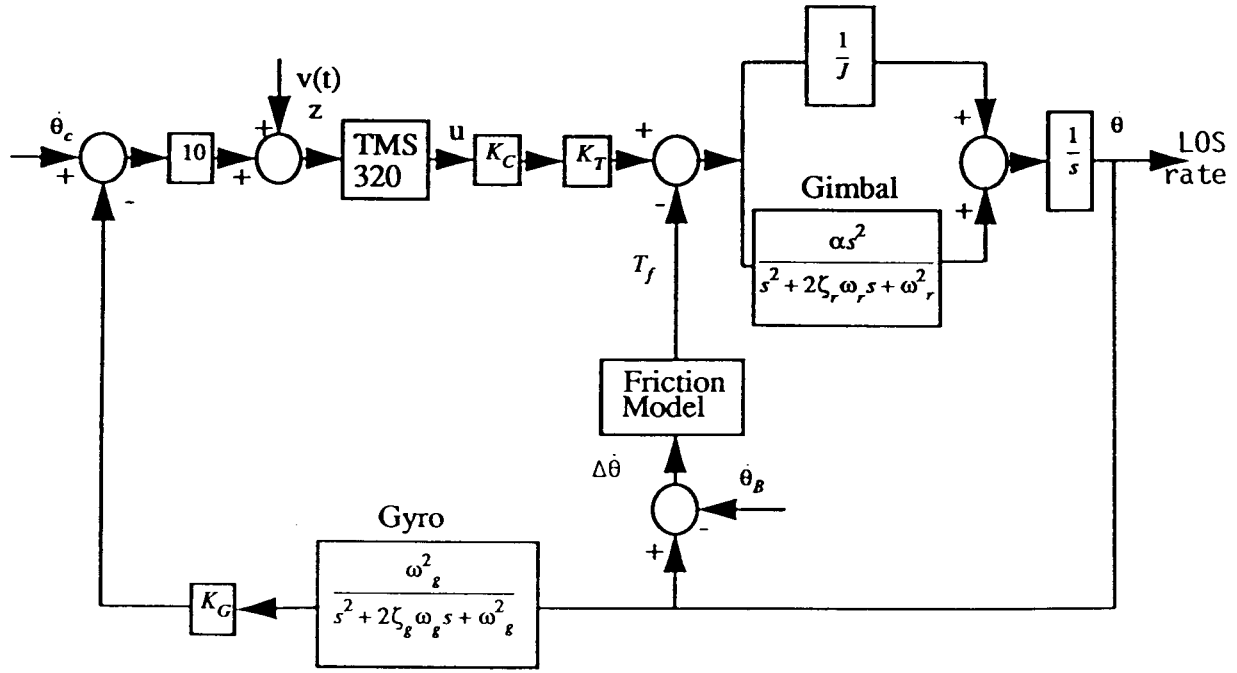 1
J
v(t)
z
θ̇c
+
-
10
+
+
TMS
320
u
KC
KT
+
-
Tf
Gimbal
αs²
s² + 2ζrωrs + ω²r
+
+
1
s
θ̇
LOS
rate
Friction
Model
Δθ̇
θ̇B
-
+
Gyro
ω²g
s² + 2ζgωgs + ω²g
KG